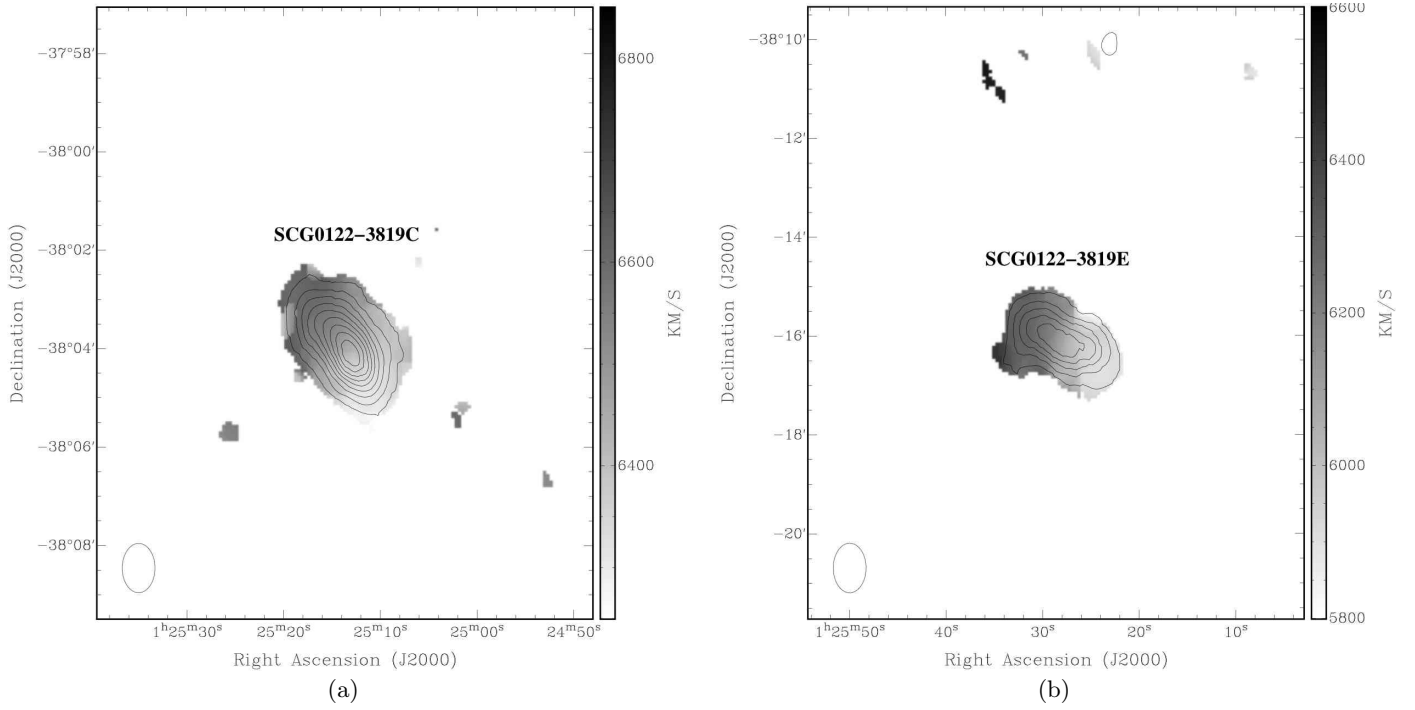 6800
6600
6400
KM/S
−37°58′
−38°00′
−38°02′
−38°04′
−38°06′
−38°08′
Declination (J2000)
SCG0122−3819C
1ʰ25ᵐ30ˢ
25ᵐ20ˢ
25ᵐ10ˢ
25ᵐ00ˢ
24ᵐ50ˢ
Right Ascension (J2000)
(a)
6600
6400
6200
6000
5800
KM/S
−38°10′
−12′
−14′
−16′
−18′
−20′
Declination (J2000)
SCG0122−3819E
1ʰ25ᵐ50ˢ
40ˢ
30ˢ
20ˢ
10ˢ
Right Ascension (J2000)
(b)